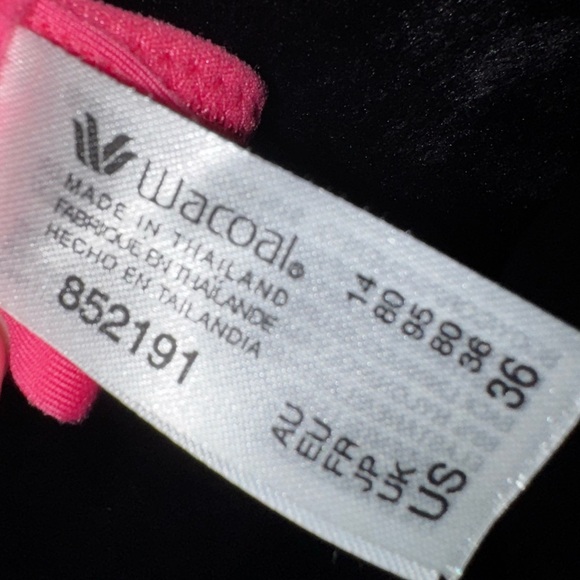 wacoal®
MADE IN THAILAND
FABRIQUÉ EN THAÏLANDE
HECHO EN TAILANDIA
852191
AU 14
EU 80
FR 95
JP 80
UK 36
US 36